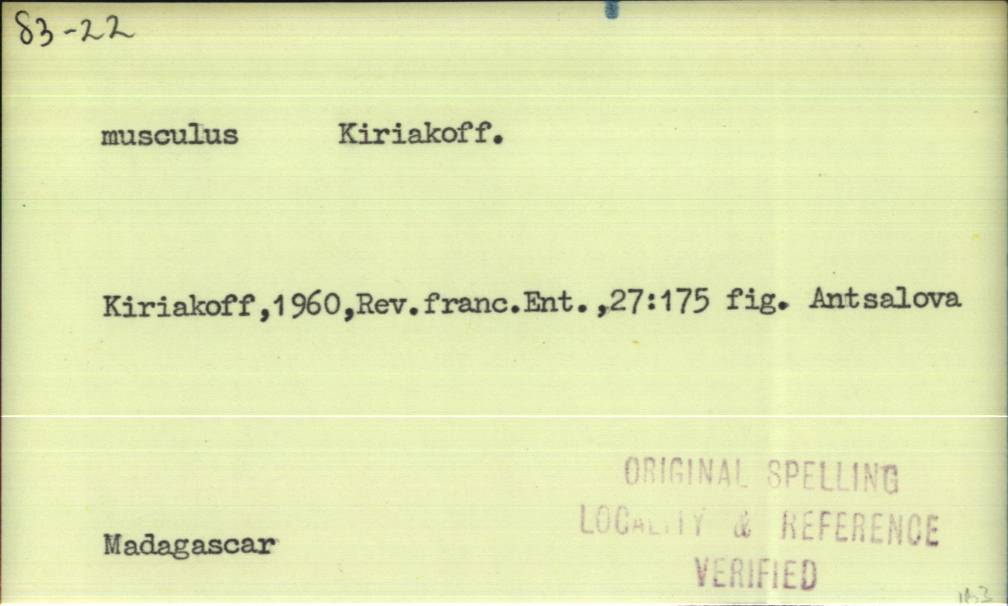 83-22
musculus Kiriakoff.
Kiriakoff,1960,Rev.franc.Ent.,27:175 fig. Antsalova
Madagascar
ORIGINAL SPELLING
LOCALITY & REFERENCE
VERIFIED